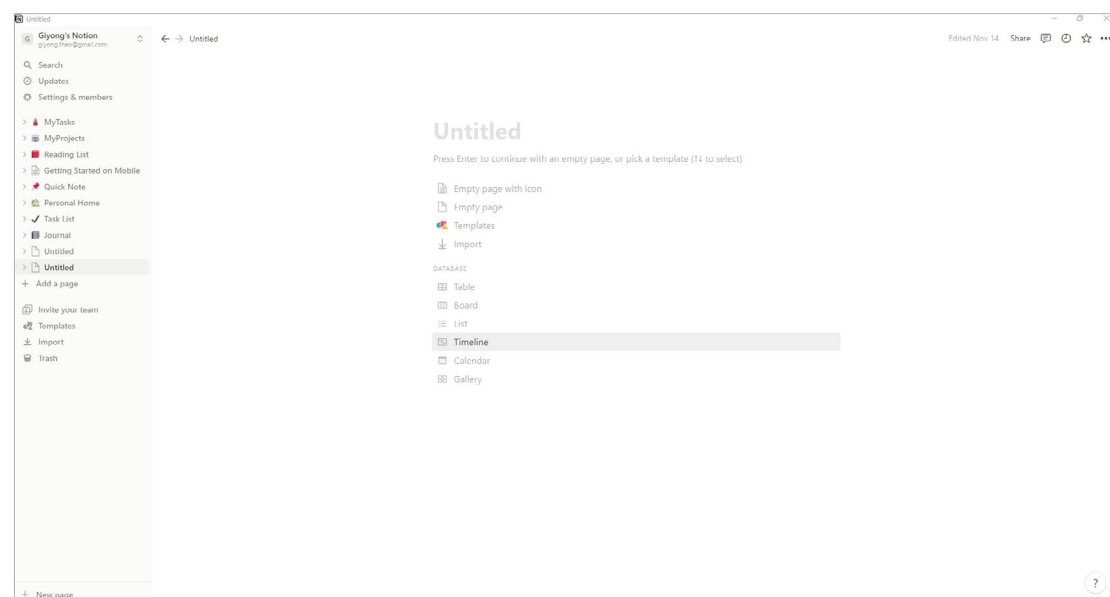 Untitled
G
Giyong's Notion
giyong.then@gmail.com
Search
Updates
Settings & members
MyTasks
MyProjects
Reading List
Getting Started on Mobile
Quick Note
Personal Home
Task List
Journal
Untitled
Untitled
Add a page
Invite your team
Templates
Import
Trash
New page
Untitled
Edited Nov 14
Share
Untitled
Press Enter to continue with an empty page, or pick a template (↑↓ to select)
Empty page with icon
Empty page
Templates
Import
DATABASE
Table
Board
List
Timeline
Calendar
Gallery
?